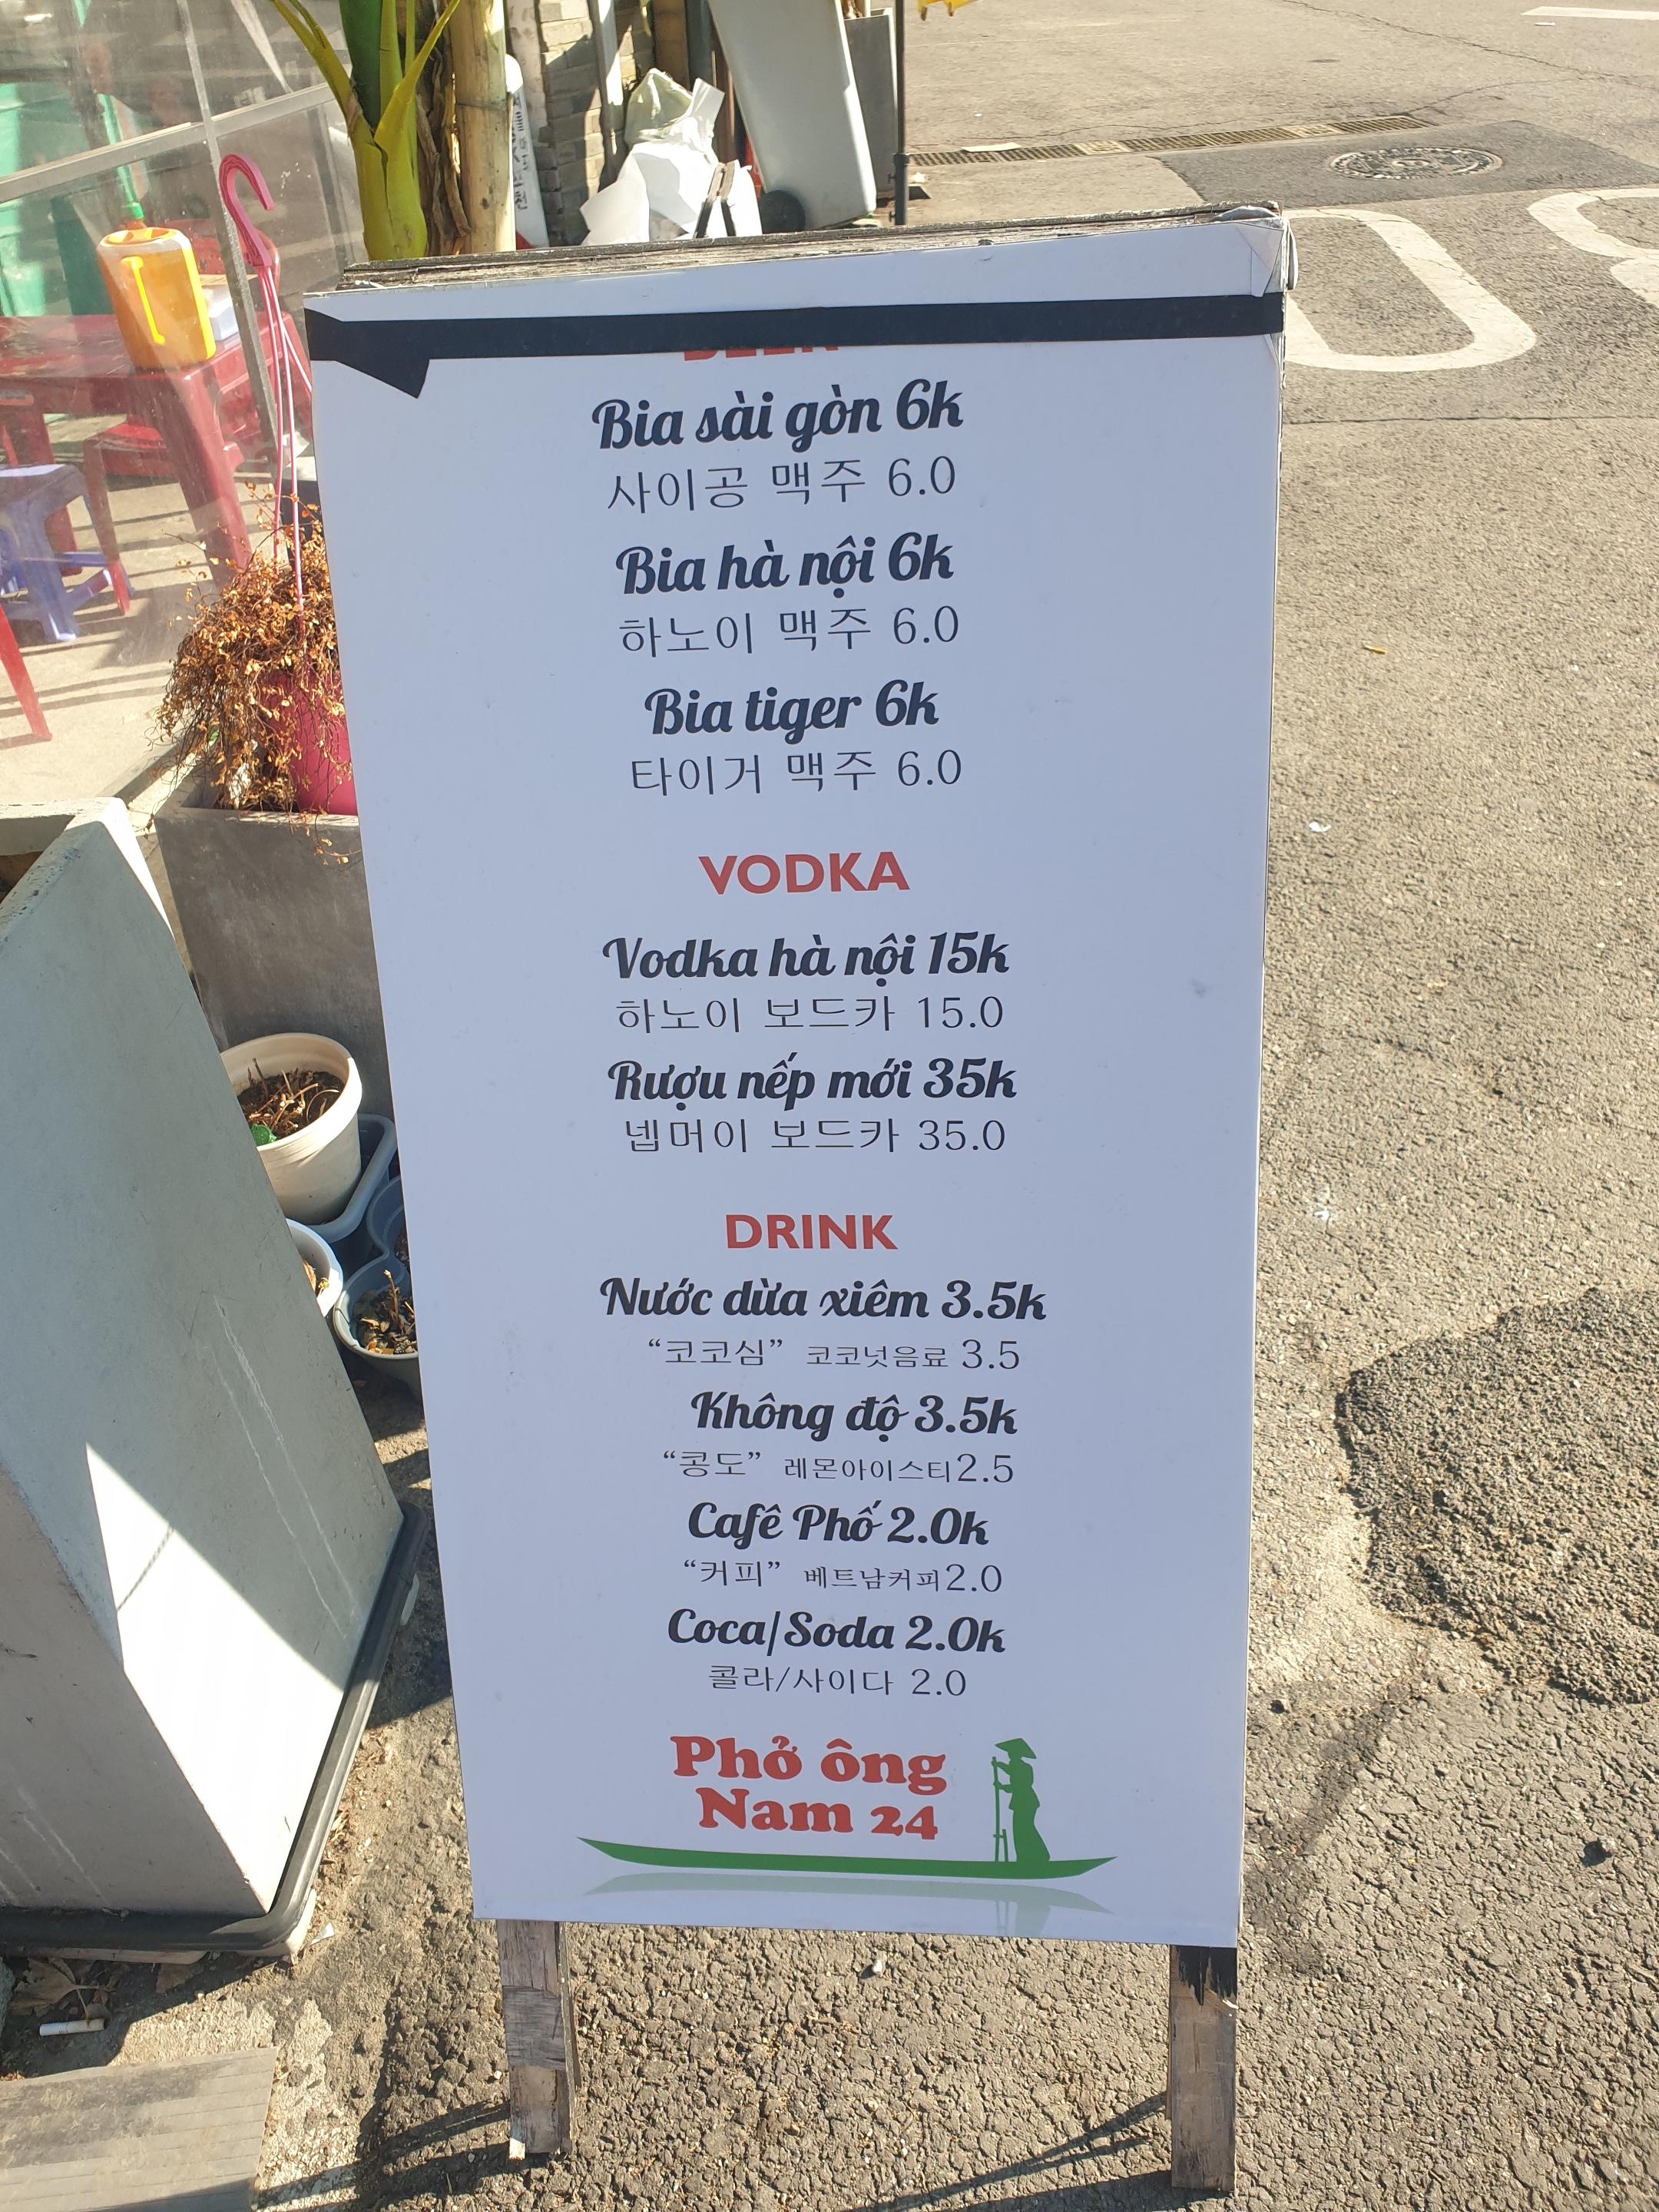 BEER
Bia sài gòn 6k
사이공 맥주 6.0
Bia hà nội 6k
하노이 맥주 6.0
Bia tiger 6k
타이거 맥주 6.0
VODKA
Vodka hà nội 15k
하노이 보드카 15.0
Rượu nếp mới 35k
넵머이 보드카 35.0
DRINK
Nước dừa xiêm 3.5k
“코코심” 코코넛음료 3.5
Không độ 3.5k
“콩도” 레몬아이스티2.5
Cafê Phố 2.0k
“커피” 베트남커피2.0
Coca/Soda 2.0k
콜라/사이다 2.0
Phở ông
Nam 24